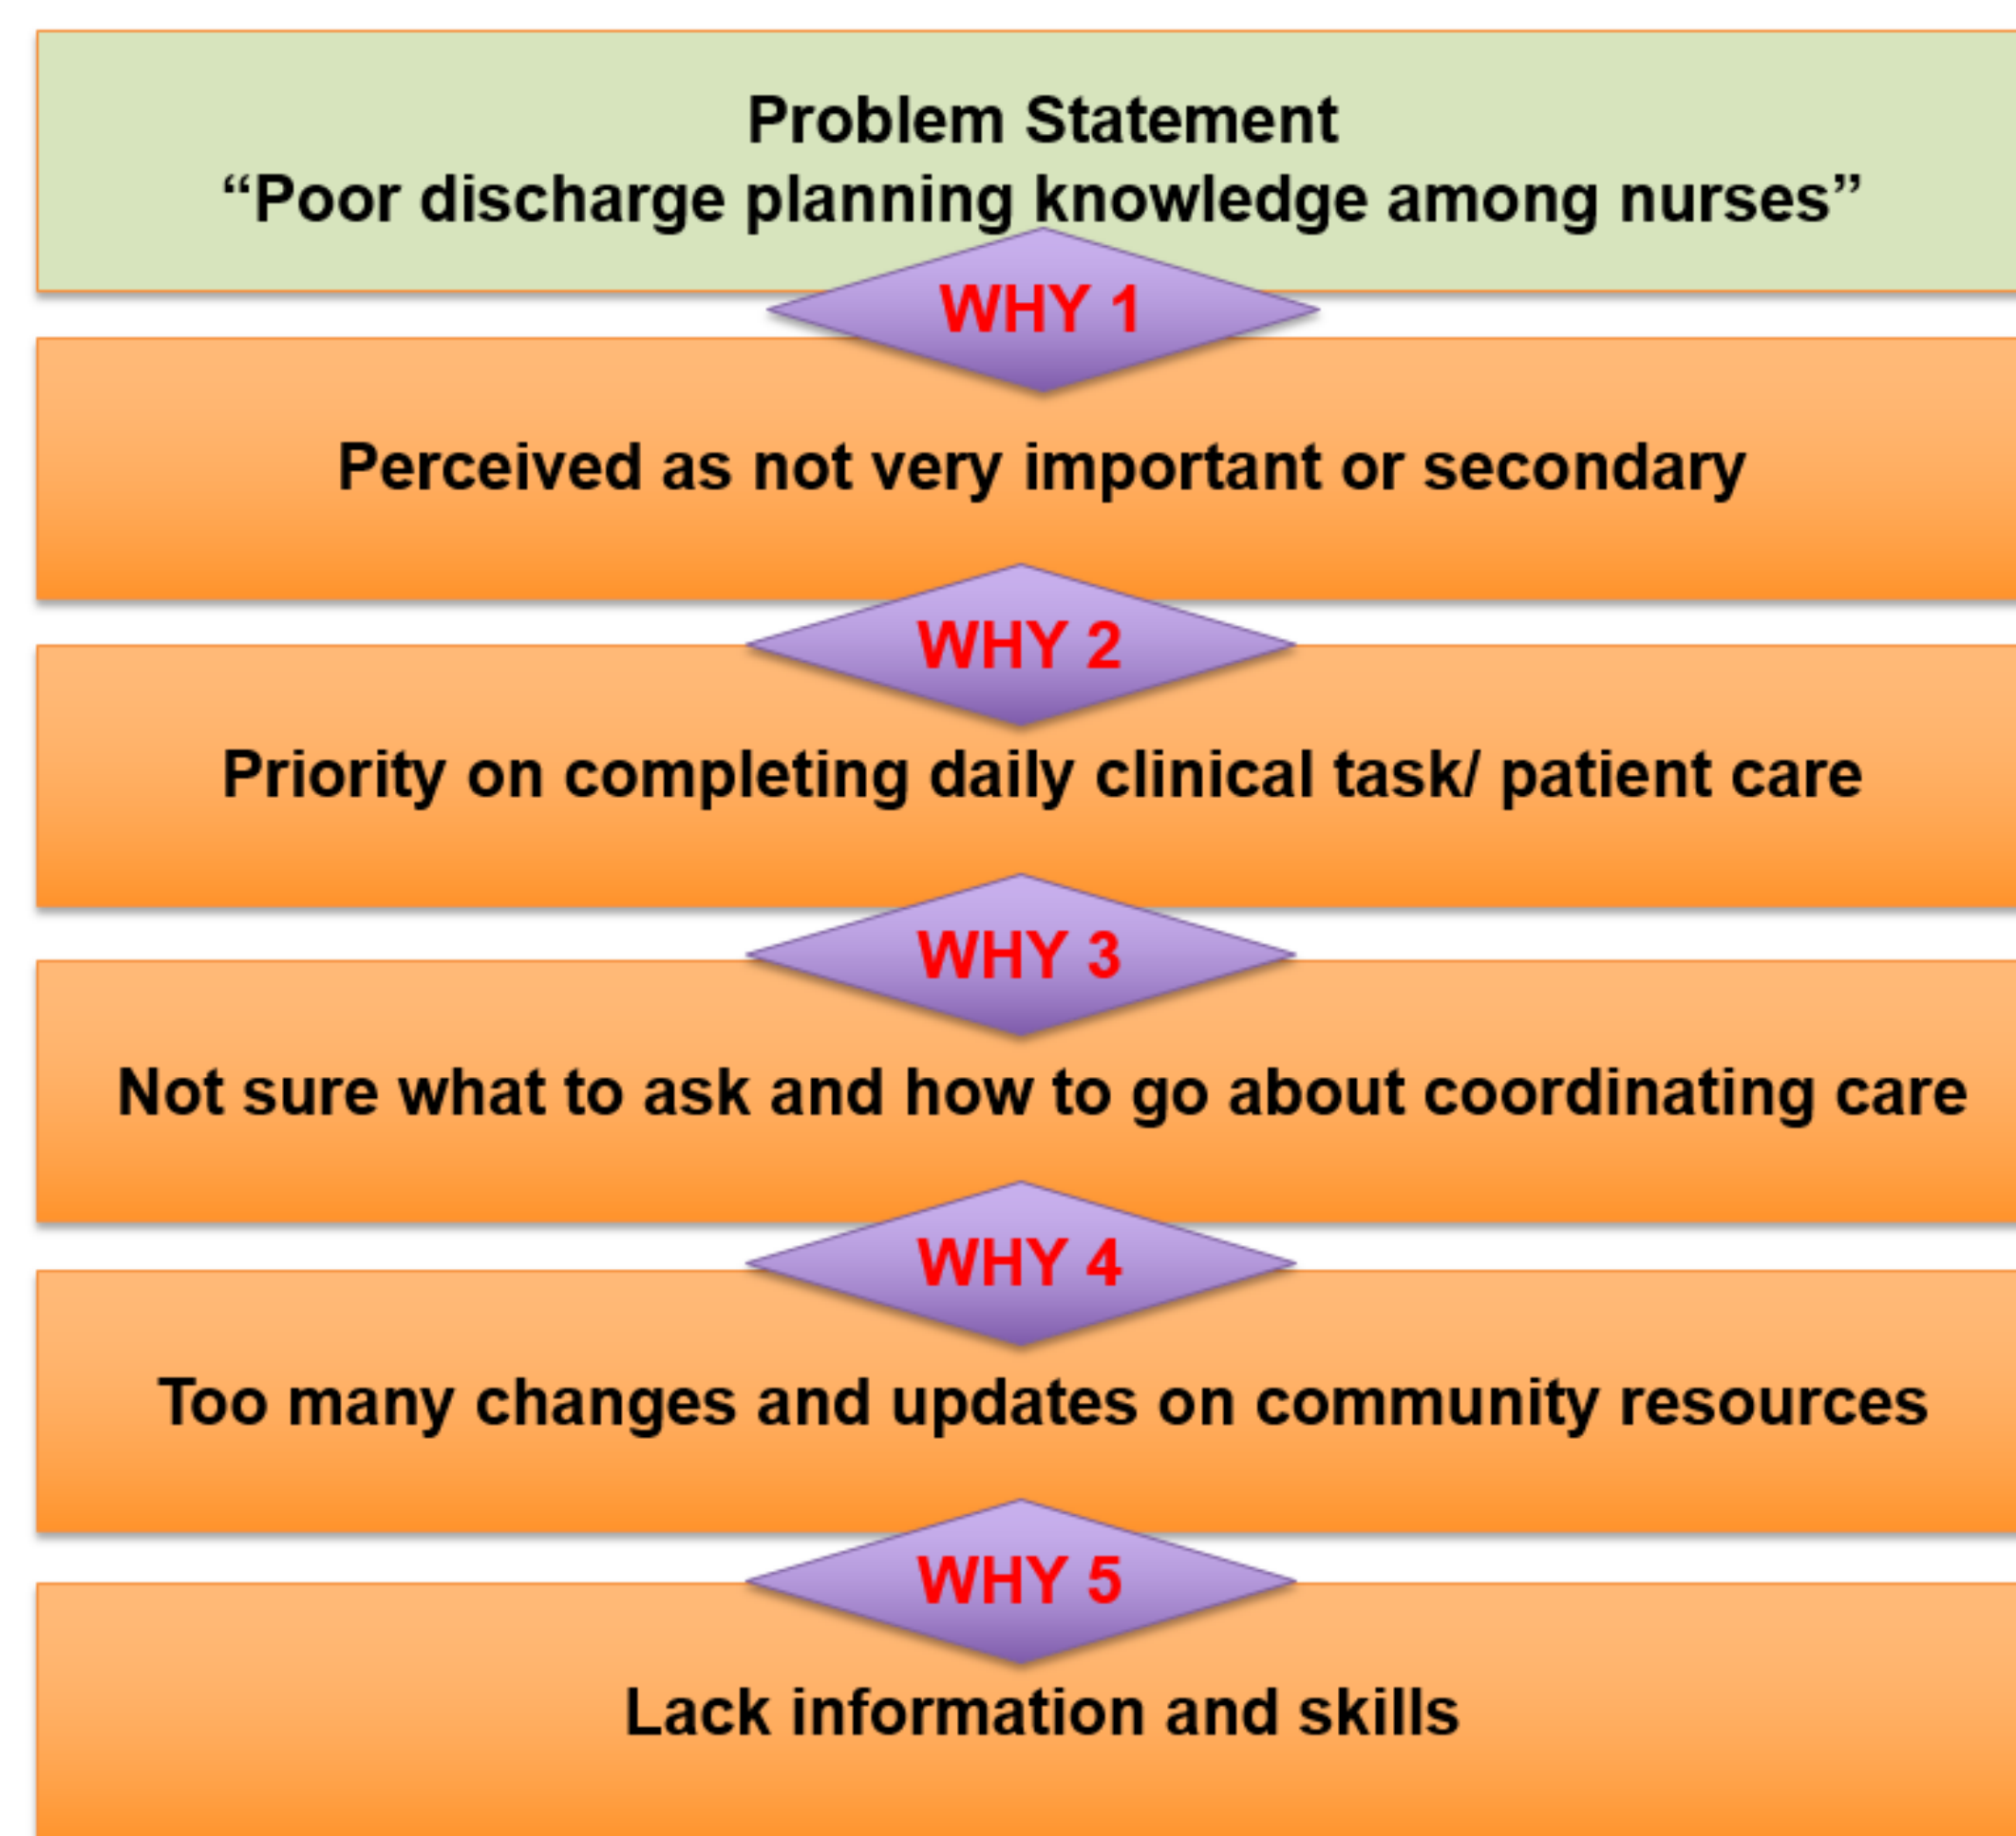 Problem Statement
“Poor discharge planning knowledge among nurses”
WHY 1
Perceived as not very important or secondary
WHY 2
Priority on completing daily clinical task/ patient care
WHY 3
Not sure what to ask and how to go about coordinating care
WHY 4
Too many changes and updates on community resources
WHY 5
Lack information and skills